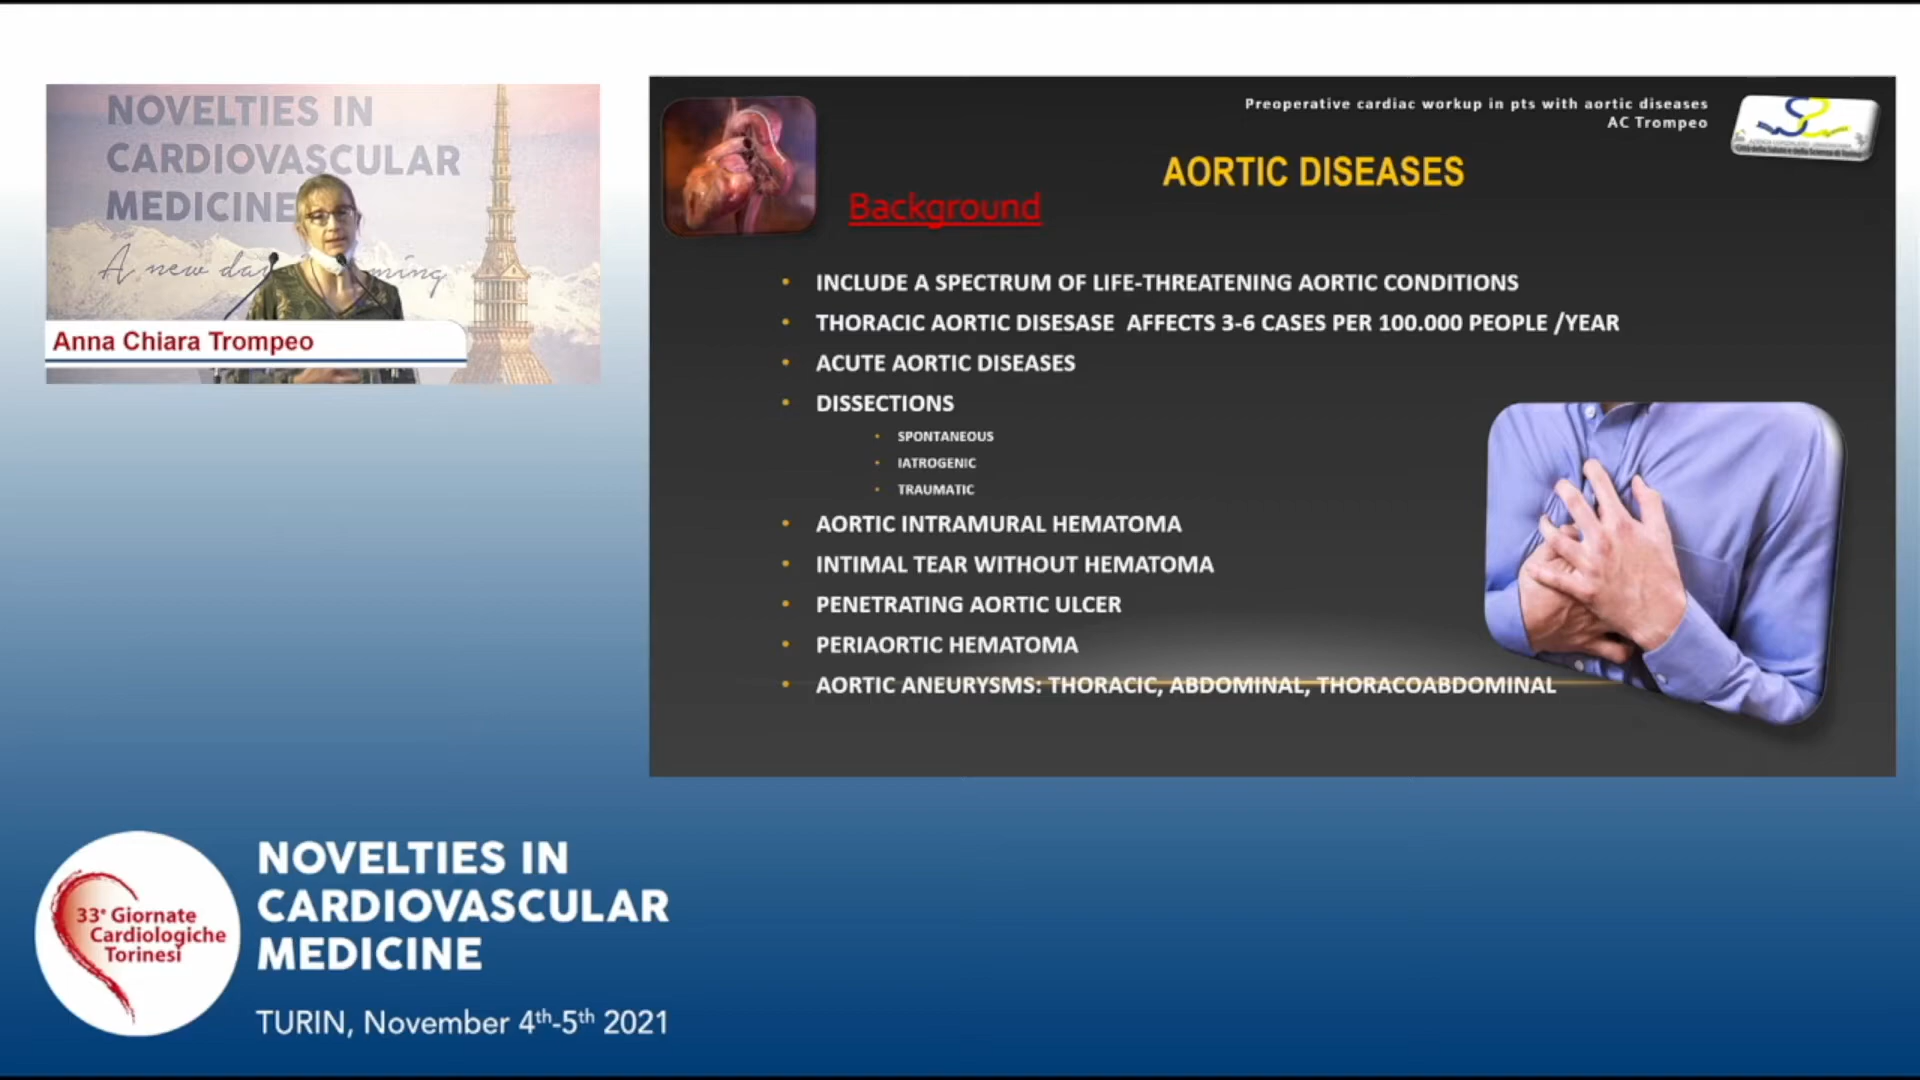 NOVELTIES IN
CARDIOVASCULAR
MEDICINE
A new da ming
Anna Chiara Trompeo
Preoperative cardiac workup in pts with aortic diseases
AC Trompeo
AORTIC DISEASES
Background
• INCLUDE A SPECTRUM OF LIFE-THREATENING AORTIC CONDITIONS
• THORACIC AORTIC DISESASE AFFECTS 3-6 CASES PER 100.000 PEOPLE /YEAR
• ACUTE AORTIC DISEASES
• DISSECTIONS
• SPONTANEOUS
• IATROGENIC
• TRAUMATIC
• AORTIC INTRAMURAL HEMATOMA
• INTIMAL TEAR WITHOUT HEMATOMA
• PENETRATING AORTIC ULCER
• PERIAORTIC HEMATOMA
• AORTIC ANEURYSMS: THORACIC, ABDOMINAL, THORACOABDOMINAL
33° Giornate
Cardiologiche
Torinesi
NOVELTIES IN
CARDIOVASCULAR
MEDICINE
TURIN, November 4th-5th 2021